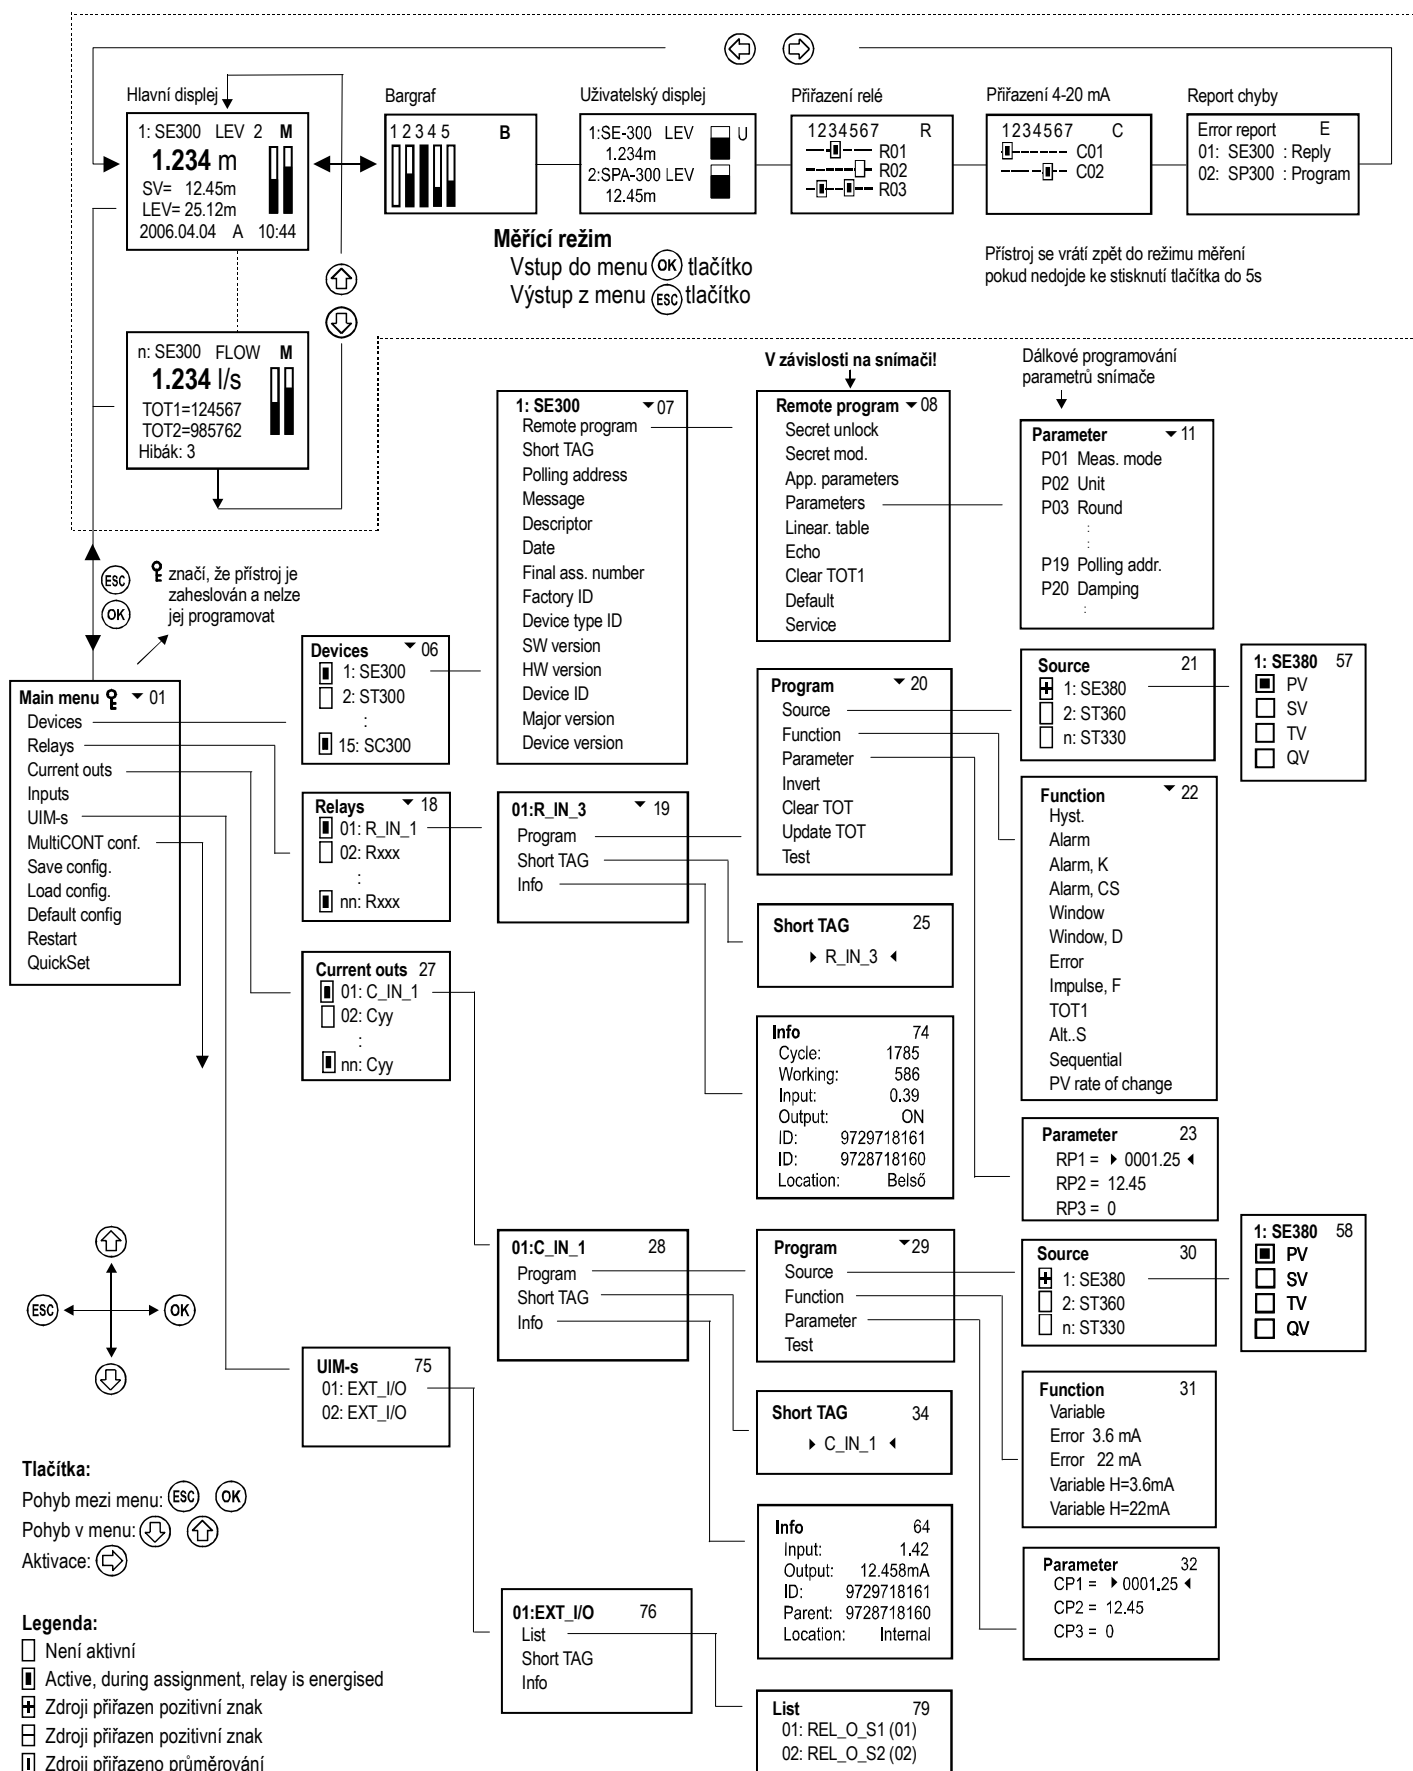 Hlavní displej
1: SE300 LEV 2 M
1.234 m
SV= 12.45m
LEV= 25.12m
2006.04.04 A 10:44
Bargraf
1 2 3 4 5 B
Uživatelský displej
1:SE-300 LEV U
1.234m
2:SPA-300 LEV
12.45m
Přiřazení relé
1234567 R
R01
R02
R03
Přiřazení 4-20 mA
1234567 C
C01
C02
Report chyby
Error report E
01: SE300 : Reply
02: SP300 : Program
Měřící režim
Vstup do menu OK tlačítko
Výstup z menu ESC tlačítko
Přístroj se vrátí zpět do režimu měření
pokud nedojde ke stisknutí tlačítka do 5s
n: SE300 FLOW M
1.234 l/s
TOT1=124567
TOT2=985762
Hibák: 3
ESC
OK
značí, že přístroj je
zaheslován a nelze
jej programovat
Main menu 01
Devices
Relays
Current outs
Inputs
UIM-s
MultiCONT conf.
Save config.
Load config.
Default config
Restart
QuickSet
Devices 06
1: SE300
2: ST300
:
15: SC300
Relays 18
01: R_IN_1
02: Rxxx
:
nn: Rxxx
Current outs 27
01: C_IN_1
02: Cyy
:
nn: Cyy
UIM-s 75
01: EXT_I/O
02: EXT_I/O
1: SE300 07
Remote program
Short TAG
Polling address
Message
Descriptor
Date
Final ass. number
Factory ID
Device type ID
SW version
HW version
Device ID
Major version
Device version
01:R_IN_3 19
Program
Short TAG
Info
01:C_IN_1 28
Program
Short TAG
Info
01:EXT_I/O 76
List
Short TAG
Info
V závislosti na snímači!
Remote program 08
Secret unlock
Secret mod.
App. parameters
Parameters
Linear. table
Echo
Clear TOT1
Default
Service
Program 20
Source
Function
Parameter
Invert
Clear TOT
Update TOT
Test
Short TAG 25
R_IN_3
Info 74
Cycle: 1785
Working: 586
Input: 0.39
Output: ON
ID: 9729718161
ID: 9728718160
Location: Belső
Program 29
Source
Function
Parameter
Test
Short TAG 34
C_IN_1
Info 64
Input: 1.42
Output: 12.458mA
ID: 9729718161
Parent: 9728718160
Location: Internal
List 79
01: REL_O_S1 (01)
02: REL_O_S2 (02)
Dálkové programování
parametrů snímače
Parameter 11
P01 Meas. mode
P02 Unit
P03 Round
:
:
P19 Polling addr.
P20 Damping
:
Source 21
1: SE380
2: ST360
n: ST330
1: SE380 57
PV
SV
TV
QV
Function 22
Hyst.
Alarm
Alarm, K
Alarm, CS
Window
Window, D
Error
Impulse, F
TOT1
Alt..S
Sequential
PV rate of change
Parameter 23
RP1 = 0001.25
RP2 = 12.45
RP3 = 0
Source 30
1: SE380
2: ST360
n: ST330
1: SE380 58
PV
SV
TV
QV
Function 31
Variable
Error 3.6 mA
Error 22 mA
Variable H=3.6mA
Variable H=22mA
Parameter 32
CP1 = 0001.25
CP2 = 12.45
CP3 = 0
ESC OK
Tlačítka:
Pohyb mezi menu: ESC OK
Pohyb v menu:
Aktivace:
Legenda:
Není aktivní
Active, during assignment, relay is energised
Zdroji přiřazen pozitivní znak
Zdroji přiřazen pozitivní znak
Zdroji přiřazeno průměrování